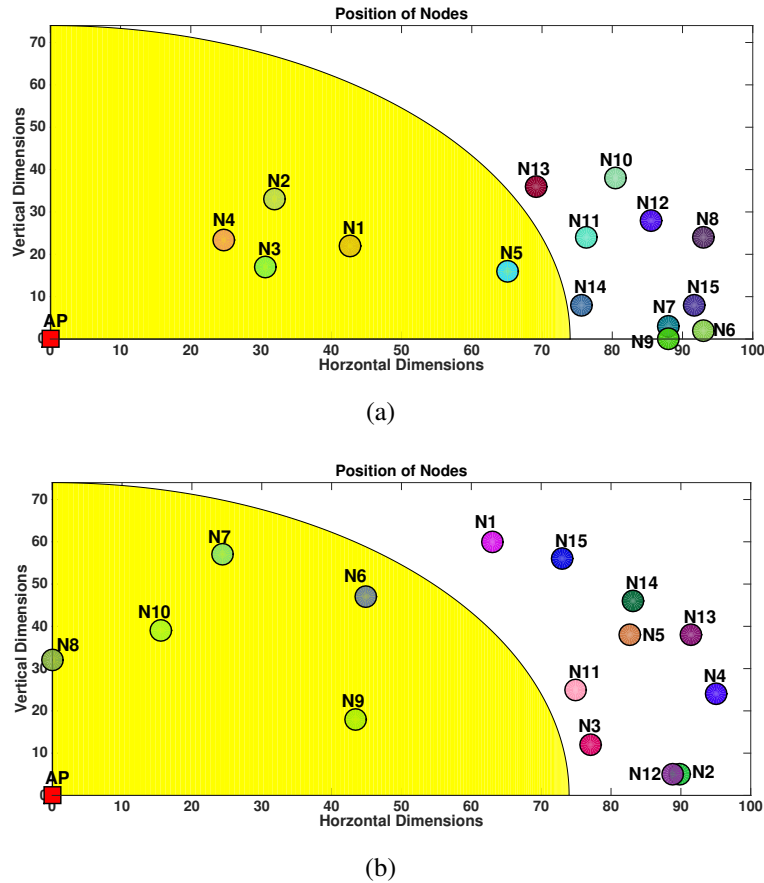 Position of Nodes
70
60
50
40
30
20
10
0
Vertical Dimensions
N13
N10
N2
N12
N4
N1
N11
N8
N3
N5
N14
N15
N7
N6
N9
AP
10 20 30 40 50 60 70 80 90 100
Horzontal Dimensions
(a)
Position of Nodes
70
60
50
40
30
20
10
0
Vertical Dimensions
N1
N7
N15
N6
N14
N10
N5
N13
N8
N11
N4
N9
N3
N12
N2
AP
10 20 30 40 50 60 70 80 90 100
Horzontal Dimensions
(b)